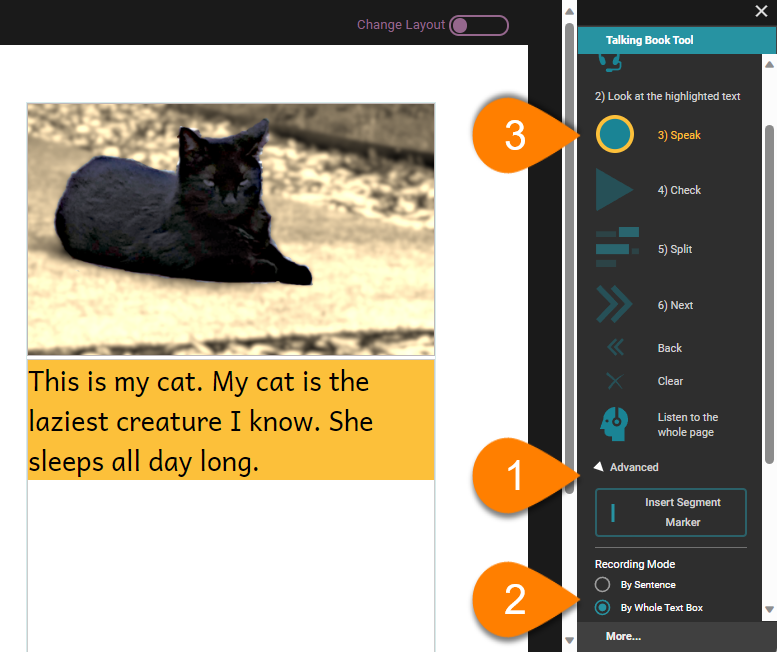 Change Layout
Talking Book Tool
2) Look at the highlighted text
3
3) Speak
4) Check
5) Split
6) Next
Back
Clear
Listen to the
whole page
This is my cat. My cat is the
laziest creature I know. She
sleeps all day long.
1
Advanced
Insert Segment
Marker
Recording Mode
By Sentence
2
By Whole Text Box
More...